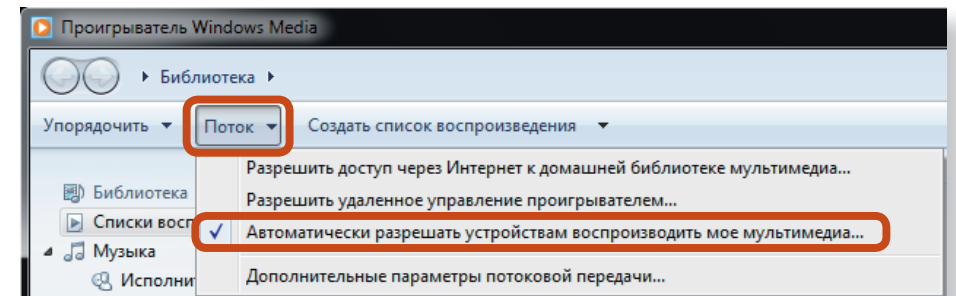 Проигрыватель Windows Media
Библиотека
Упорядочить Поток Создать список воспроизведения
Разрешить доступ через Интернет к домашней библиотеке мультимедиа...
Библиотека
Разрешить удаленное управление проигрывателем...
Списки восп
Автоматически разрешать устройствам воспроизводить мое мультимедиа...
Музыка
Исполнит
Дополнительные параметры потоковой передачи...